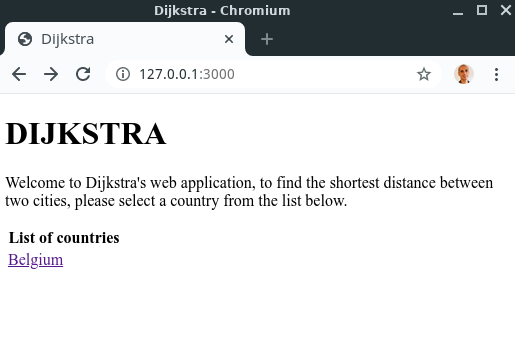 Dijkstra - Chromium
Dijkstra
127.0.0.1:3000
DIJKSTRA
Welcome to Dijkstra's web application, to find the shortest distance between
two cities, please select a country from the list below.
List of countries
Belgium